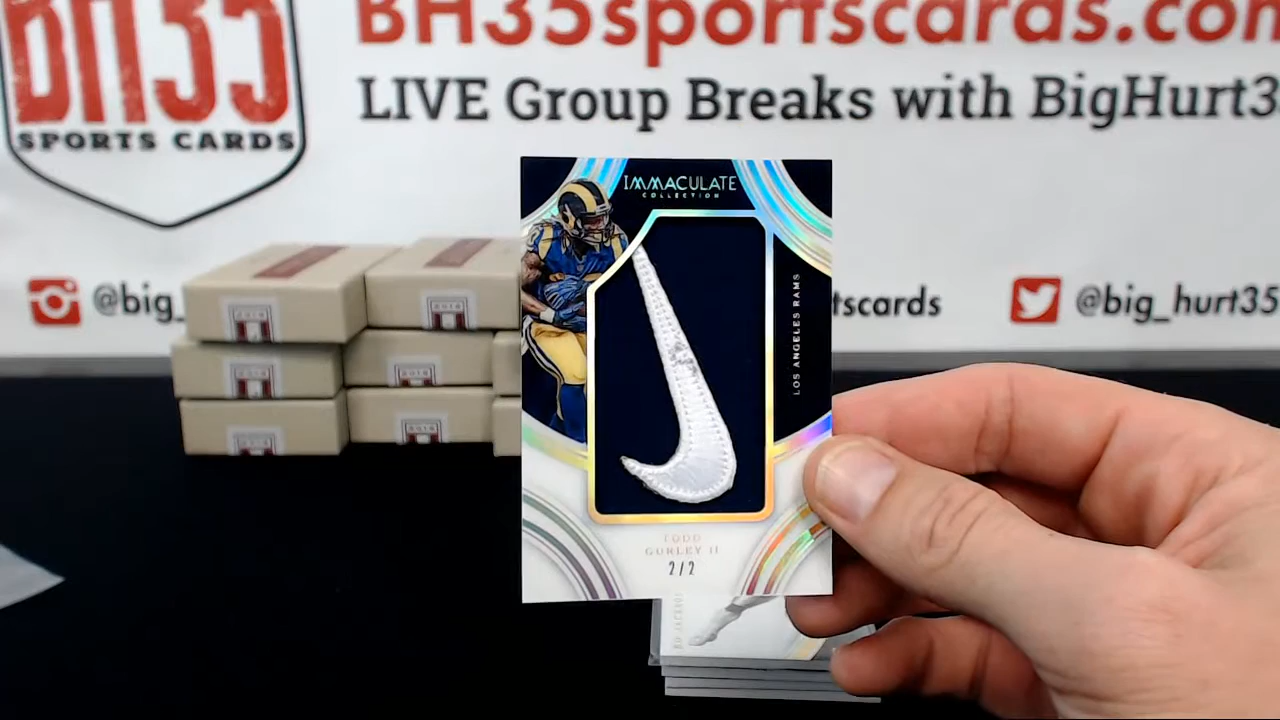 BH35
SPORTS CARDS
BH35sportscards.com
LIVE Group Breaks with BigHurt3
@big_
tscards
@big_hurt35
IMMACULATE
COLLECTION
LOS ANGELES RAMS
TODD
GURLEY II
2/2